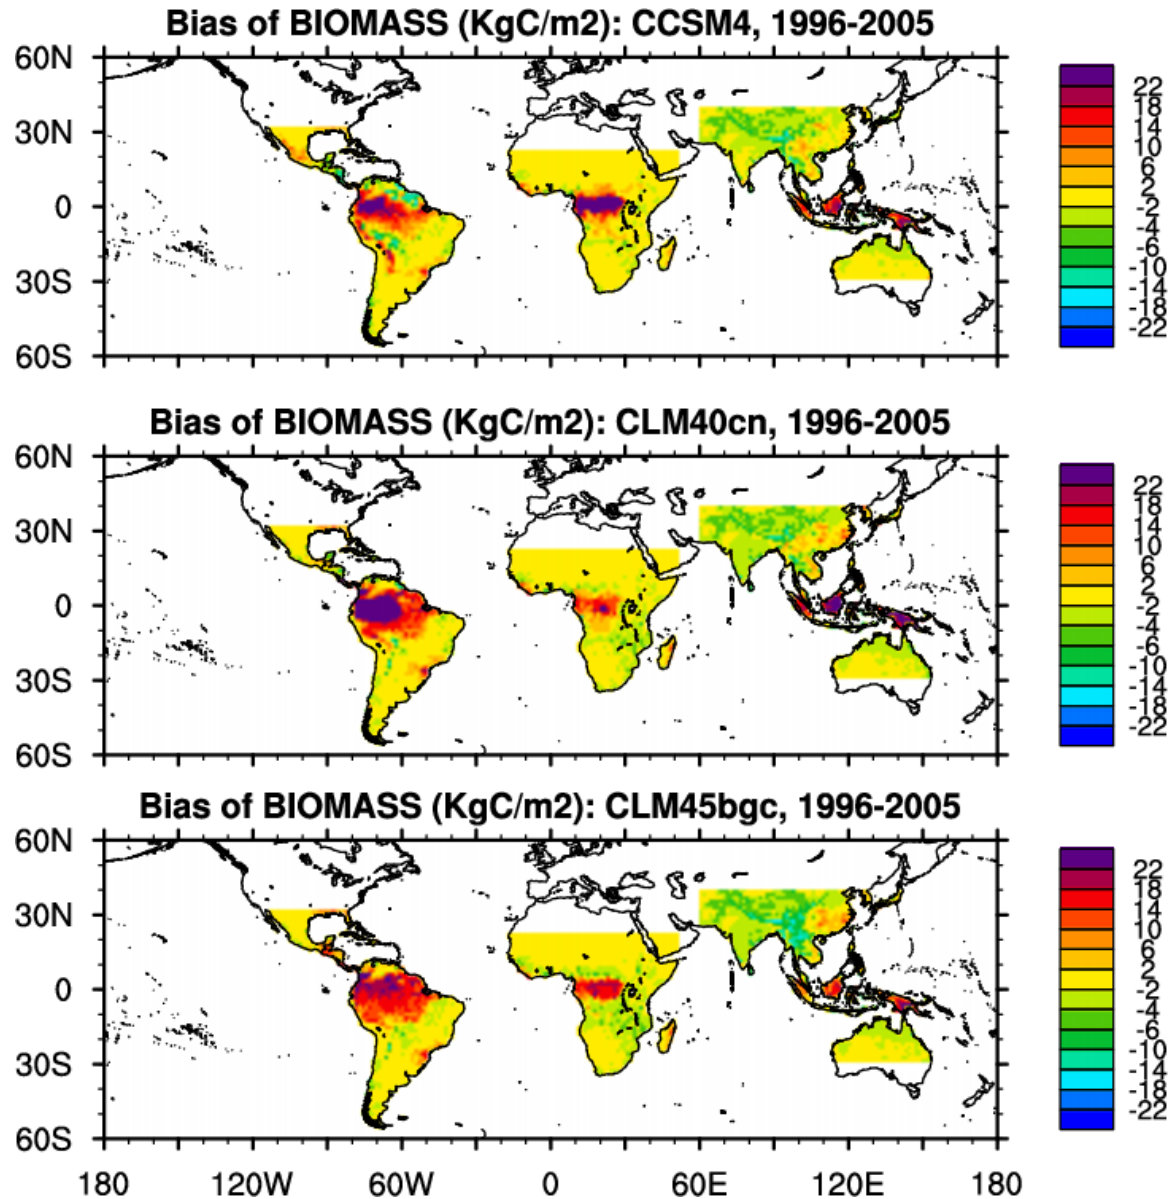 Bias of BIOMASS (KgC/m2): CCSM4, 1996-2005
60N
30N
0
30S
60S
22
18
14
10
6
2
-2
-6
-10
-14
-18
-22
Bias of BIOMASS (KgC/m2): CLM40cn, 1996-2005
60N
30N
0
30S
60S
22
18
14
10
6
2
-2
-6
-10
-14
-18
-22
Bias of BIOMASS (KgC/m2): CLM45bgc, 1996-2005
60N
30N
0
30S
60S
22
18
14
10
6
2
-2
-6
-10
-14
-18
-22
180 120W 60W 0 60E 120E 180